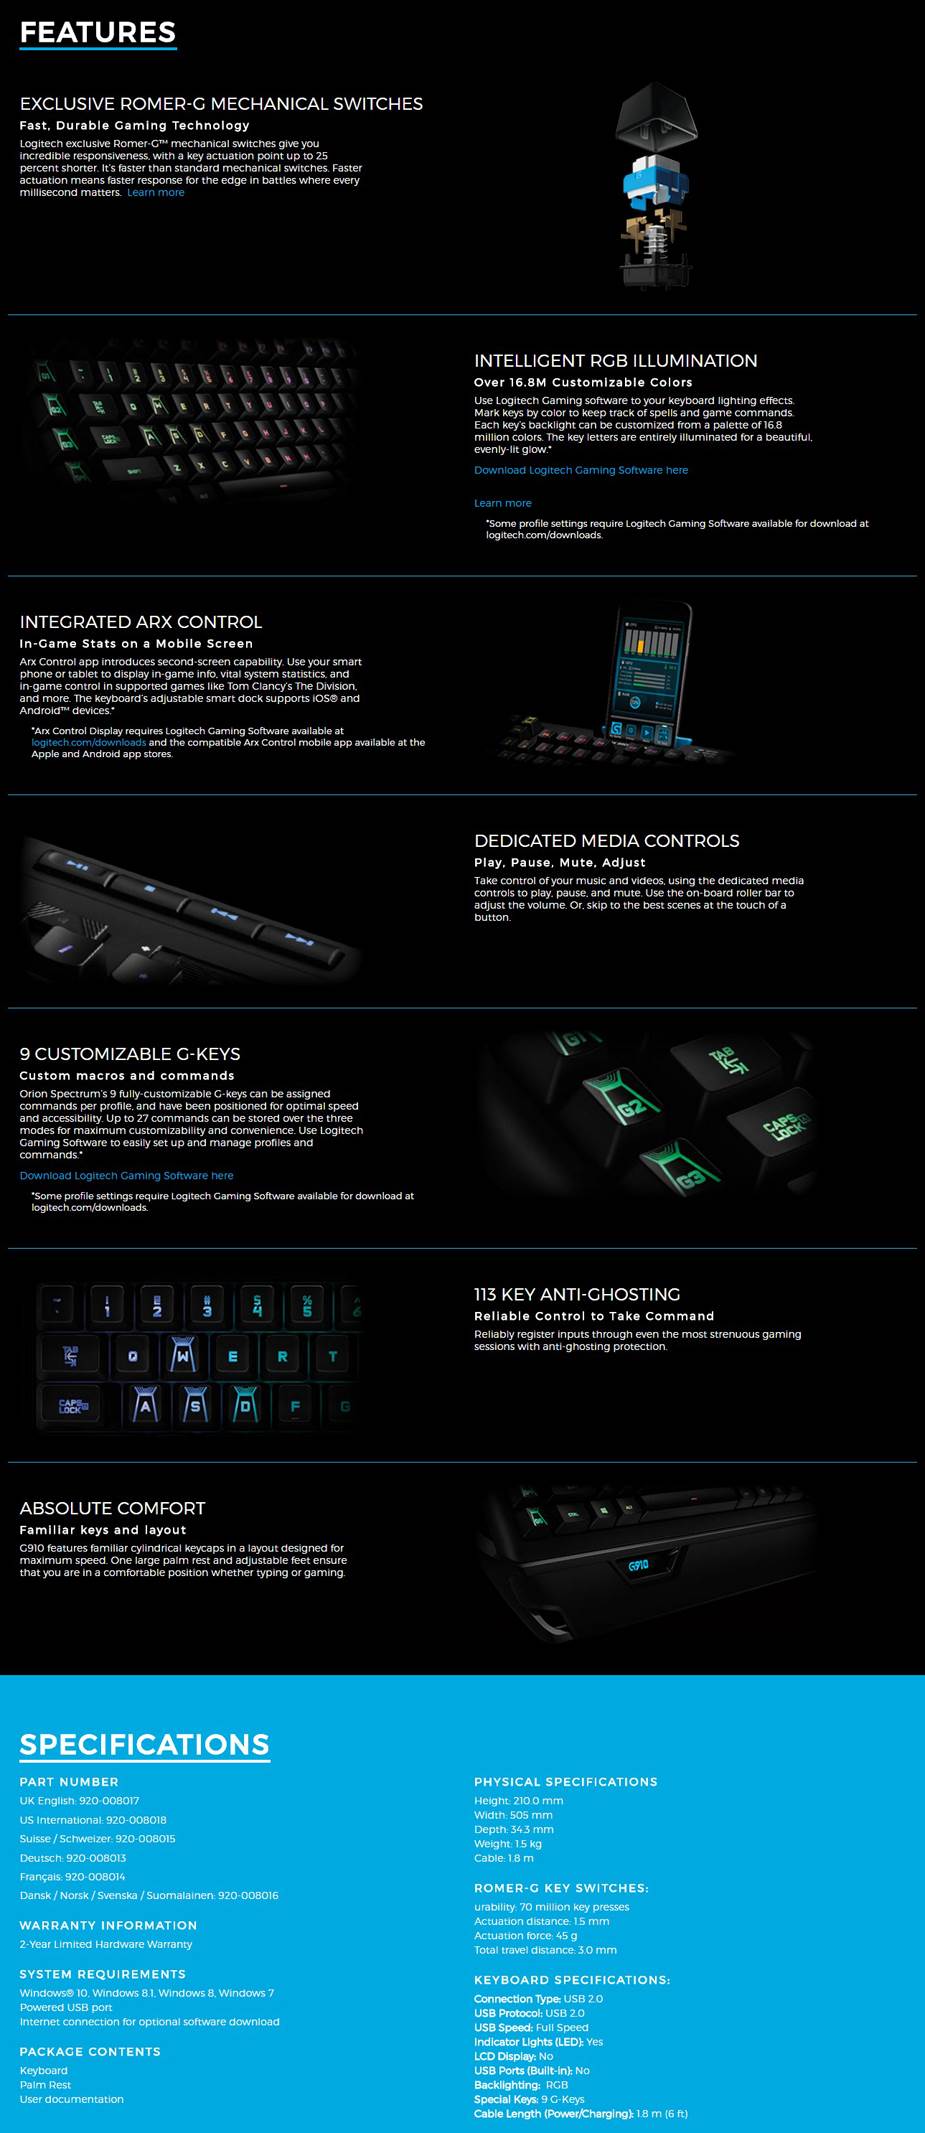 FEATURES
EXCLUSIVE ROMER-G MECHANICAL SWITCHES
Fast, Durable Gaming Technology
Logitech exclusive Romer-G™ mechanical switches give you
incredible responsiveness, with a key actuation point up to 25
percent shorter. It's faster than standard mechanical switches. Faster
actuation means faster response for the edge in battles where every
millisecond matters. Learn more
INTELLIGENT RGB ILLUMINATION
Over 16.8M Customizable Colors
Use Logitech Gaming software to your keyboard lighting effects.
Mark keys by color to keep track of spells and game commands.
Each key's backlight can be customized from a palette of 16.8
million colors. The key letters are entirely illuminated for a beautiful,
evenly-lit glow.*
Download Logitech Gaming Software here
Learn more
*Some profile settings require Logitech Gaming Software available for download at
logitech.com/downloads.
INTEGRATED ARX CONTROL
In-Game Stats on a Mobile Screen
Arx Control app introduces second-screen capability. Use your smart
phone or tablet to display in-game info, vital system statistics, and
in-game control in supported games like Tom Clancy's The Division,
and more. The keyboard's adjustable smart dock supports iOS® and
Android™ devices.*
*Arx Control Display requires Logitech Gaming Software available at
logitech.com/downloads and the compatible Arx Control mobile app available at the
Apple and Android app stores.
DEDICATED MEDIA CONTROLS
Play, Pause, Mute, Adjust
Take control of your music and videos, using the dedicated media
controls to play, pause, and mute. Use the on-board roller bar to
adjust the volume. Or, skip to the best scenes at the touch of a
button.
9 CUSTOMIZABLE G-KEYS
Custom macros and commands
Orion Spectrum's 9 fully-customizable G-keys can be assigned
commands per profile, and have been positioned for optimal speed
and accessibility. Up to 27 commands can be stored over the three
modes for maximum customizability and convenience. Use Logitech
Gaming Software to easily set up and manage profiles and
commands.*
Download Logitech Gaming Software here
*Some profile settings require Logitech Gaming Software available for download at
logitech.com/downloads.
G1
TAB
G2
CAPS
LOCK
G3
! @ # $ %
1 2 3 4 5 6
TAB Q W E R T
CAPS
LOCK A S D F G
113 KEY ANTI-GHOSTING
Reliable Control to Take Command
Reliably register inputs through even the most strenuous gaming
sessions with anti-ghosting protection.
ABSOLUTE COMFORT
Familiar keys and layout
G910 features familiar cylindrical keycaps in a layout designed for
maximum speed. One large palm rest and adjustable feet ensure
that you are in a comfortable position whether typing or gaming.
G910
SPECIFICATIONS
PART NUMBER
UK English: 920-008017
US International: 920-008018
Suisse / Schweizer: 920-008015
Deutsch: 920-008013
Français: 920-008014
Dansk / Norsk / Svenska / Suomalainen: 920-008016
WARRANTY INFORMATION
2-Year Limited Hardware Warranty
SYSTEM REQUIREMENTS
Windows® 10, Windows 8.1, Windows 8, Windows 7
Powered USB port
Internet connection for optional software download
PACKAGE CONTENTS
Keyboard
Palm Rest
User documentation
PHYSICAL SPECIFICATIONS
Height: 210.0 mm
Width: 505 mm
Depth: 34.3 mm
Weight: 1.5 kg
Cable: 1.8 m
ROMER-G KEY SWITCHES:
urability: 70 million key presses
Actuation distance: 1.5 mm
Actuation force: 45 g
Total travel distance: 3.0 mm
KEYBOARD SPECIFICATIONS:
Connection Type: USB 2.0
USB Protocol: USB 2.0
USB Speed: Full Speed
Indicator Lights (LED): Yes
LCD Display: No
USB Ports (Built-in): No
Backlighting: RGB
Special Keys: 9 G-Keys
Cable Length (Power/Charging): 1.8 m (6 ft)